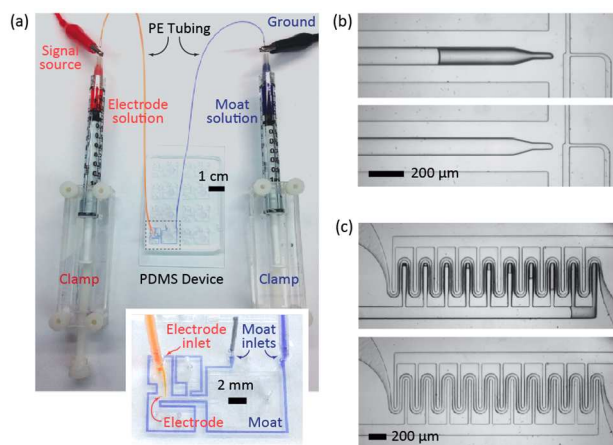 (a)
Ground
PE Tubing
Signal
source
Electrode
solution
Moat
solution
1 cm
Clamp
PDMS Device
Clamp
Electrode
inlet
Moat
inlets
2 mm
Electrode
Moat
(b)
200 µm
(c)
200 µm